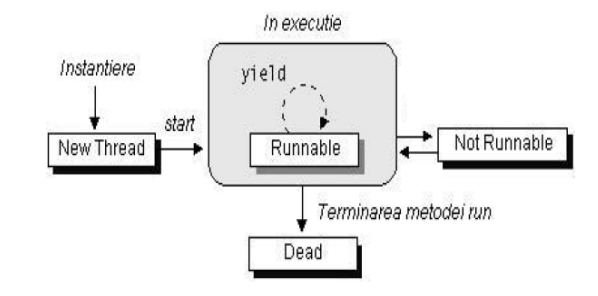 In executie
Instantiere
yield
start
New Thread
Runnable
Not Runnable
Terminarea metodei run
Dead